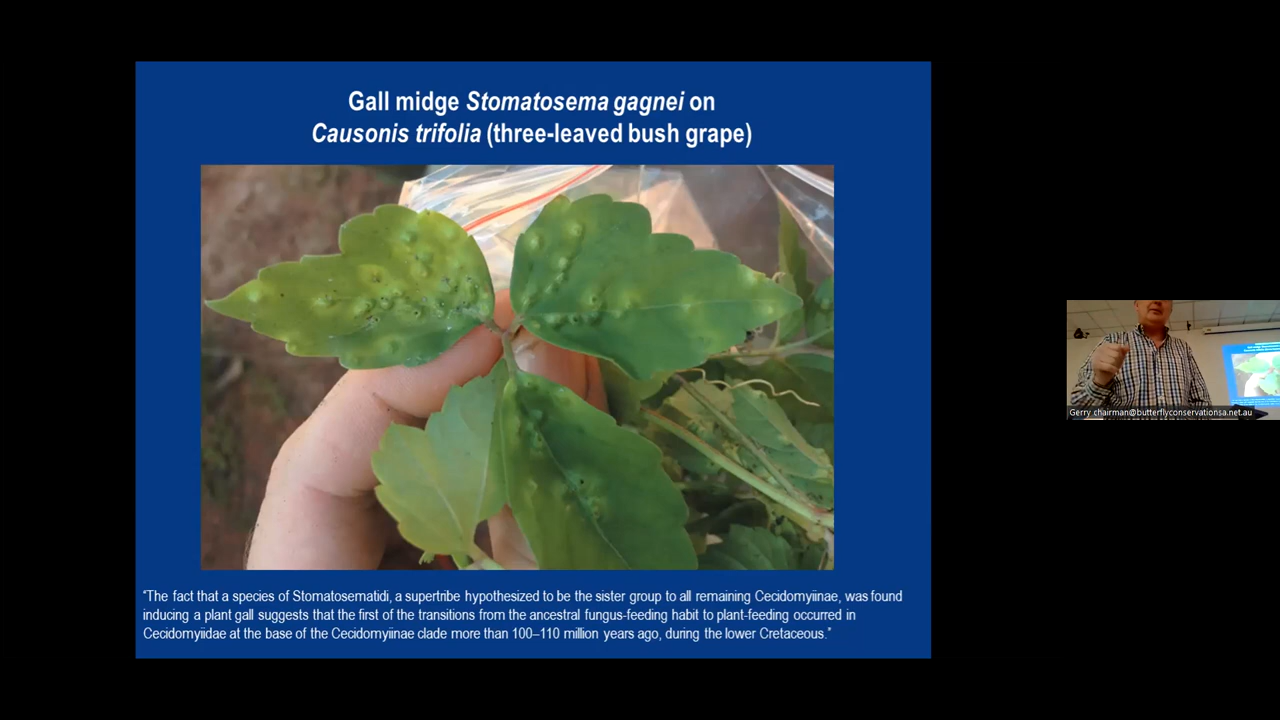 Gall midge Stomatosema gagnei on
Causonis trifolia (three-leaved bush grape)
“The fact that a species of Stomatosematidi, a supertribe hypothesized to be the sister group to all remaining Cecidomyiinae, was found
inducing a plant gall suggests that the first of the transitions from the ancestral fungus-feeding habit to plant-feeding occurred in
Cecidomyiidae at the base of the Cecidomyiinae clade more than 100–110 million years ago, during the lower Cretaceous.”
Gerry chairman@butterflyconservationsa.net.au